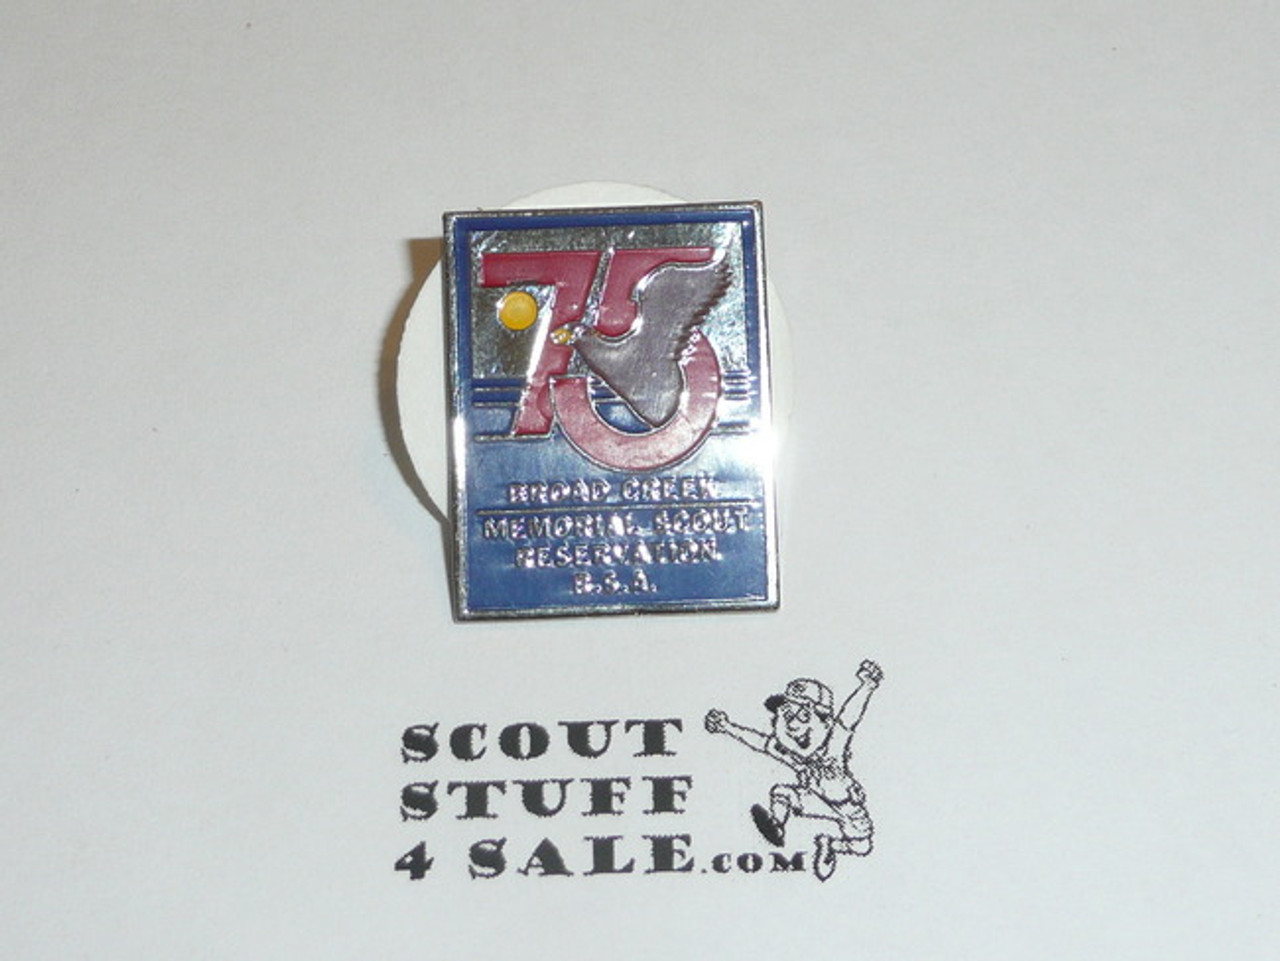 75
BROAD CREEK
MEMORIAL SCOUT
RESERVATION
B.S.A.
SCOUT
STUFF
4 SALE.COM